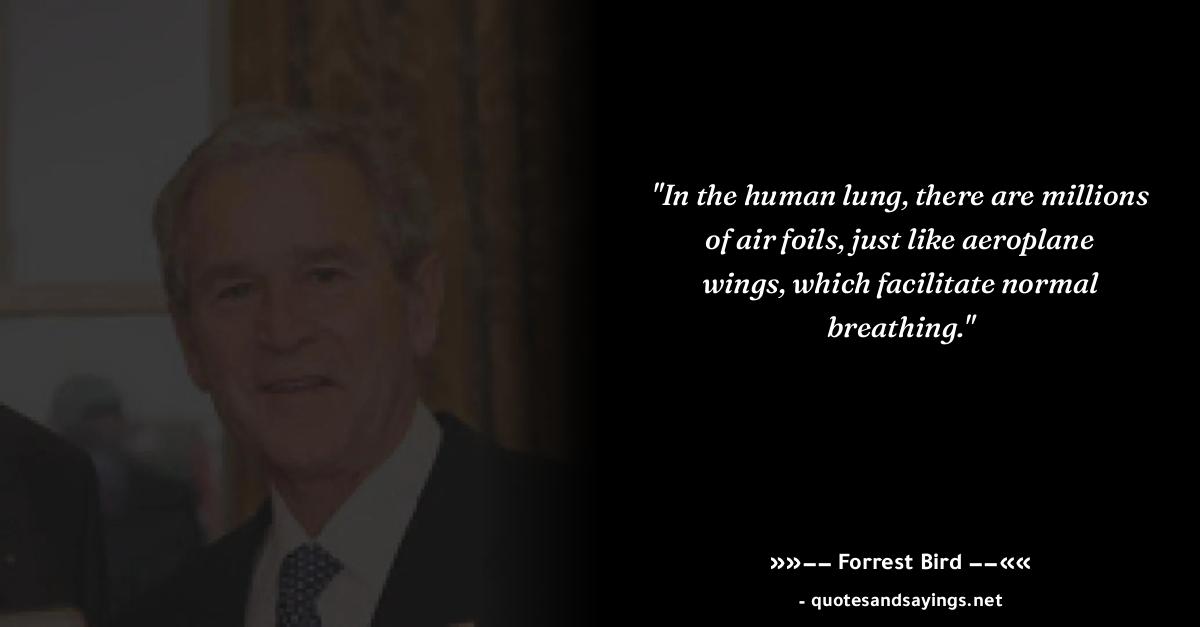 "In the human lung, there are millions
of air foils, just like aeroplane
wings, which facilitate normal
breathing."
»»−− Forrest Bird −−««
- quotesandsayings.net